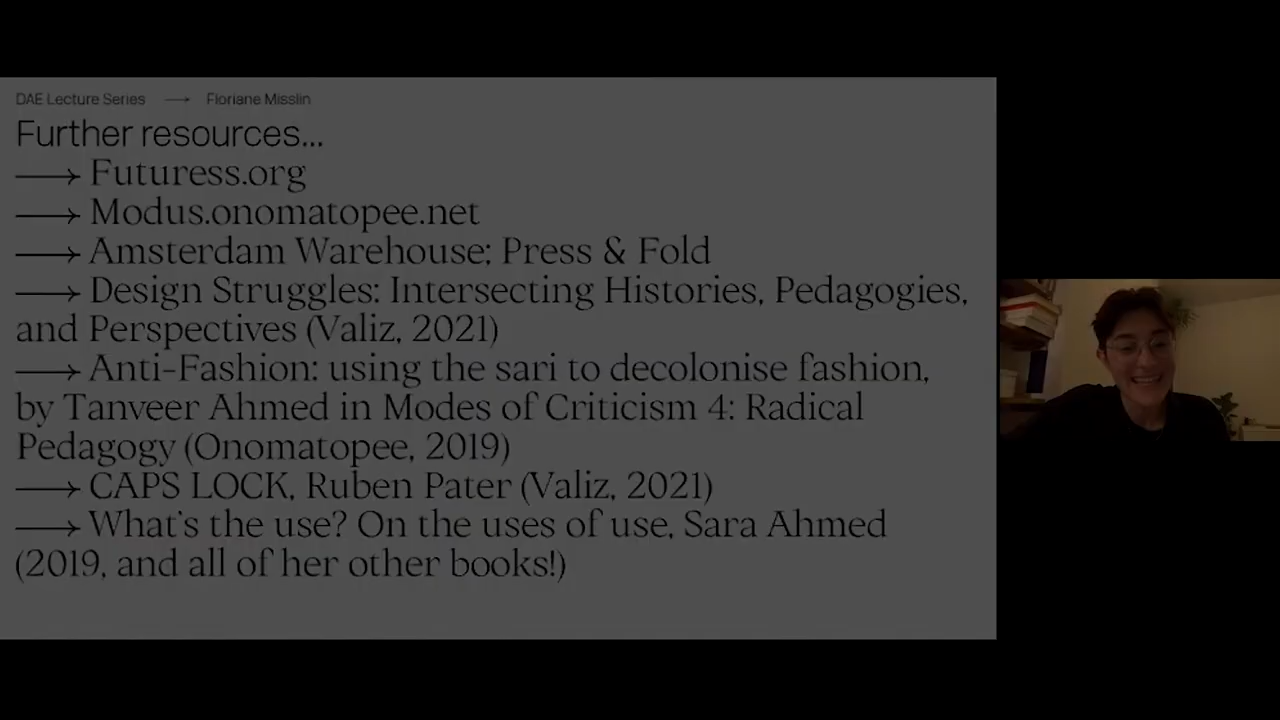 DAE Lecture Series ⟶ Floriane Misslin
Further resources...
⟶ Futuress.org
⟶ Modus.onomatopee.net
⟶ Amsterdam Warehouse; Press & Fold
⟶ Design Struggles: Intersecting Histories, Pedagogies,
and Perspectives (Valiz, 2021)
⟶ Anti-Fashion: using the sari to decolonise fashion,
by Tanveer Ahmed in Modes of Criticism 4: Radical
Pedagogy (Onomatopee, 2019)
⟶ CAPS LOCK, Ruben Pater (Valiz, 2021)
⟶ What's the use? On the uses of use, Sara Ahmed
(2019, and all of her other books!)